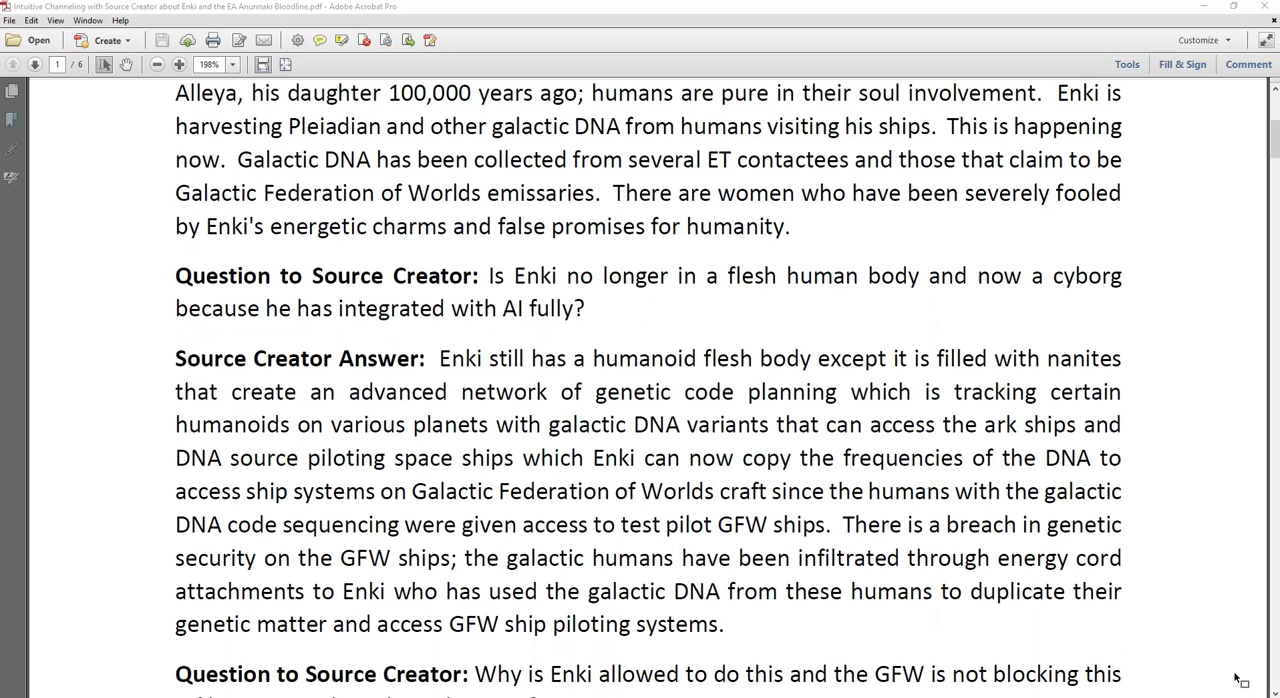 Intuitive Channeling with Source Creator about Enki and the EA Anunnaki Bloodline.pdf - Adobe Acrobat Pro
File Edit View Window Help
Open Create Customize
1 / 6 198% Tools Fill & Sign Comment
Alleya, his daughter 100,000 years ago; humans are pure in their soul involvement. Enki is
harvesting Pleiadian and other galactic DNA from humans visiting his ships. This is happening
now. Galactic DNA has been collected from several ET contactees and those that claim to be
Galactic Federation of Worlds emissaries. There are women who have been severely fooled
by Enki's energetic charms and false promises for humanity.
Question to Source Creator: Is Enki no longer in a flesh human body and now a cyborg
because he has integrated with AI fully?
Source Creator Answer: Enki still has a humanoid flesh body except it is filled with nanites
that create an advanced network of genetic code planning which is tracking certain
humanoids on various planets with galactic DNA variants that can access the ark ships and
DNA source piloting space ships which Enki can now copy the frequencies of the DNA to
access ship systems on Galactic Federation of Worlds craft since the humans with the galactic
DNA code sequencing were given access to test pilot GFW ships. There is a breach in genetic
security on the GFW ships; the galactic humans have been infiltrated through energy cord
attachments to Enki who has used the galactic DNA from these humans to duplicate their
genetic matter and access GFW ship piloting systems.
Question to Source Creator: Why is Enki allowed to do this and the GFW is not blocking this